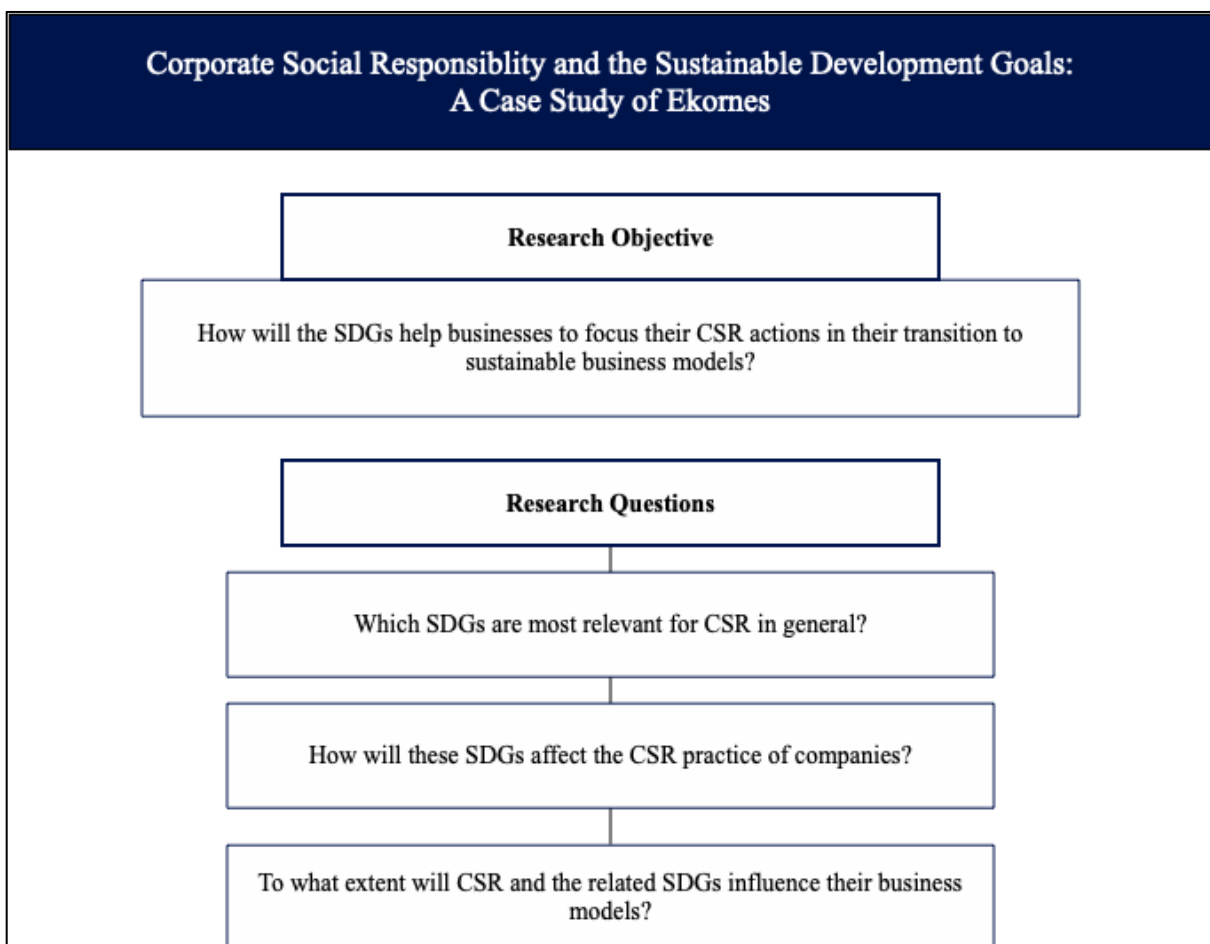 Corporate Social Responsiblity and the Sustainable Development Goals:
A Case Study of Ekornes
Research Objective
How will the SDGs help businesses to focus their CSR actions in their transition to
sustainable business models?
Research Questions
Which SDGs are most relevant for CSR in general?
How will these SDGs affect the CSR practice of companies?
To what extent will CSR and the related SDGs influence their business
models?